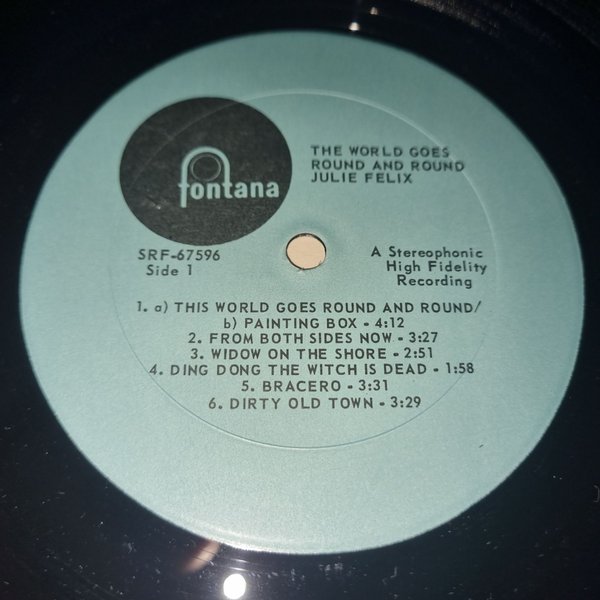 fontana
THE WORLD GOES
ROUND AND ROUND
JULIE FELIX
SRF-67596
Side 1
A Stereophonic
High Fidelity
Recording
1. a) THIS WORLD GOES ROUND AND ROUND/
b) PAINTING BOX - 4:12
2. FROM BOTH SIDES NOW - 3:27
3. WIDOW ON THE SHORE - 2:51
4. DING DONG THE WITCH IS DEAD - 1:58
5. BRACERO - 3:31
6. DIRTY OLD TOWN - 3:29